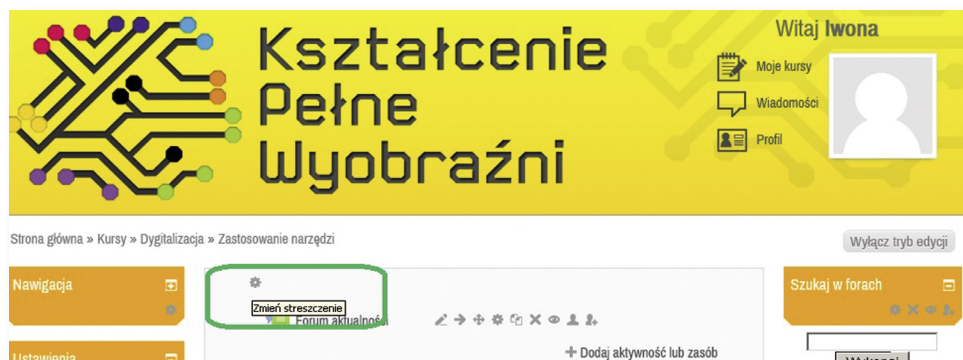 Kształcenie
Pełne
Wyobraźni
Witaj Iwona
Moje kursy
Wiadomości
Profil
Strona główna » Kursy » Dygitalizacja » Zastosowanie narzędzi
Wyłącz tryb edycji
Nawigacja
Zmień streszczenie
Forum aktualności
Szukaj w forach
Ustawienia
Dodaj aktywność lub zasób
Wykonaj